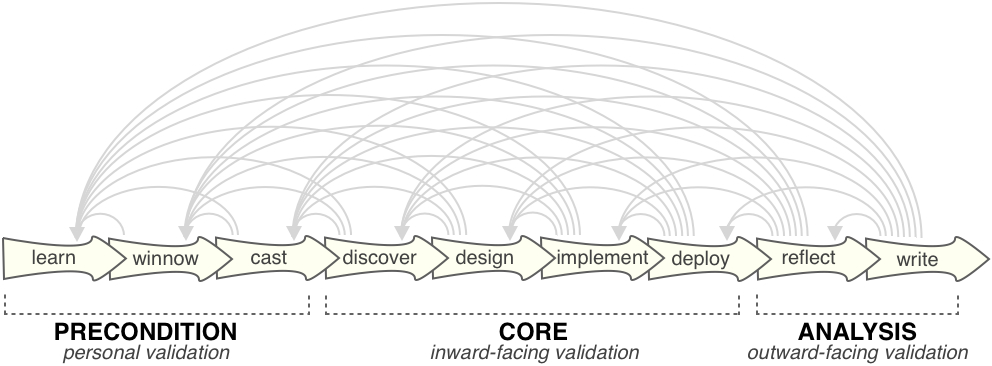 learn winnow cast discover design implement deploy reflect write
PRECONDITION CORE ANALYSIS
personal validation inward-facing validation outward-facing validation